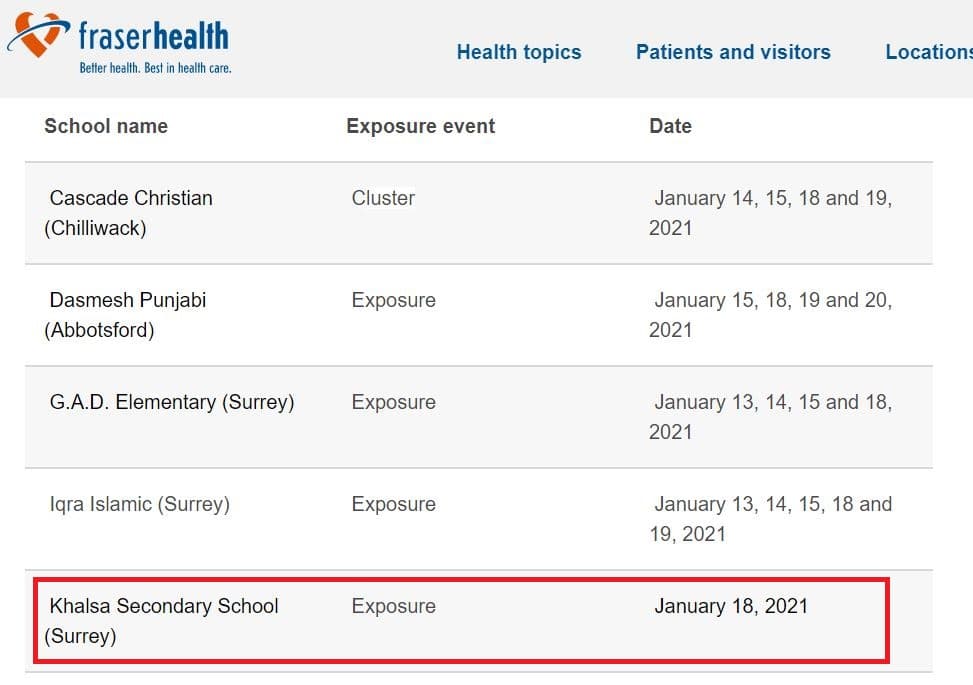 fraserhealth
Better health. Best in health care.
Health topics Patients and visitors Locations
School name Exposure event Date
Cascade Christian Cluster January 14, 15, 18 and 19,
(Chilliwack) 2021
Dasmesh Punjabi Exposure January 15, 18, 19 and 20,
(Abbotsford) 2021
G.A.D. Elementary (Surrey) Exposure January 13, 14, 15 and 18,
2021
Iqra Islamic (Surrey) Exposure January 13, 14, 15, 18 and
19, 2021
Khalsa Secondary School Exposure January 18, 2021
(Surrey)